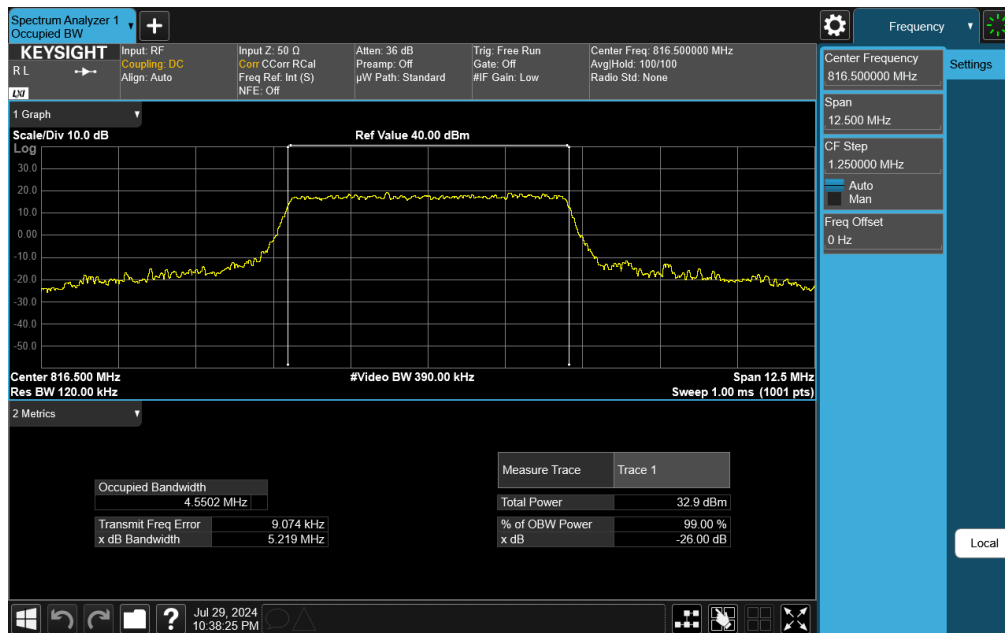 Spectrum Analyzer 1
Occupied BW
Frequency
KEYSIGHT
R L
LXI
Input: RF
Coupling: DC
Align: Auto
Input Z: 50 Ω
Corr CCorr RCal
Freq Ref: Int (S)
NFE: Off
Atten: 36 dB
Preamp: Off
µW Path: Standard
Trig: Free Run
Gate: Off
#IF Gain: Low
Center Freq: 816.500000 MHz
Avg|Hold: 100/100
Radio Std: None
Center Frequency
816.500000 MHz
Settings
Span
12.500 MHz
CF Step
1.250000 MHz
Auto
Man
Freq Offset
0 Hz
Local
1 Graph
Scale/Div 10.0 dB
Ref Value 40.00 dBm
Log
30.0
20.0
10.0
0.00
-10.0
-20.0
-30.0
-40.0
-50.0
Center 816.500 MHz
#Video BW 390.00 kHz
Span 12.5 MHz
Res BW 120.00 kHz
Sweep 1.00 ms (1001 pts)
2 Metrics
Measure Trace Trace 1
Occupied Bandwidth
4.5502 MHz
Total Power 32.9 dBm
Transmit Freq Error 9.074 kHz
% of OBW Power 99.00 %
x dB Bandwidth 5.219 MHz
x dB -26.00 dB
?
Jul 29, 2024
10:38:25 PM